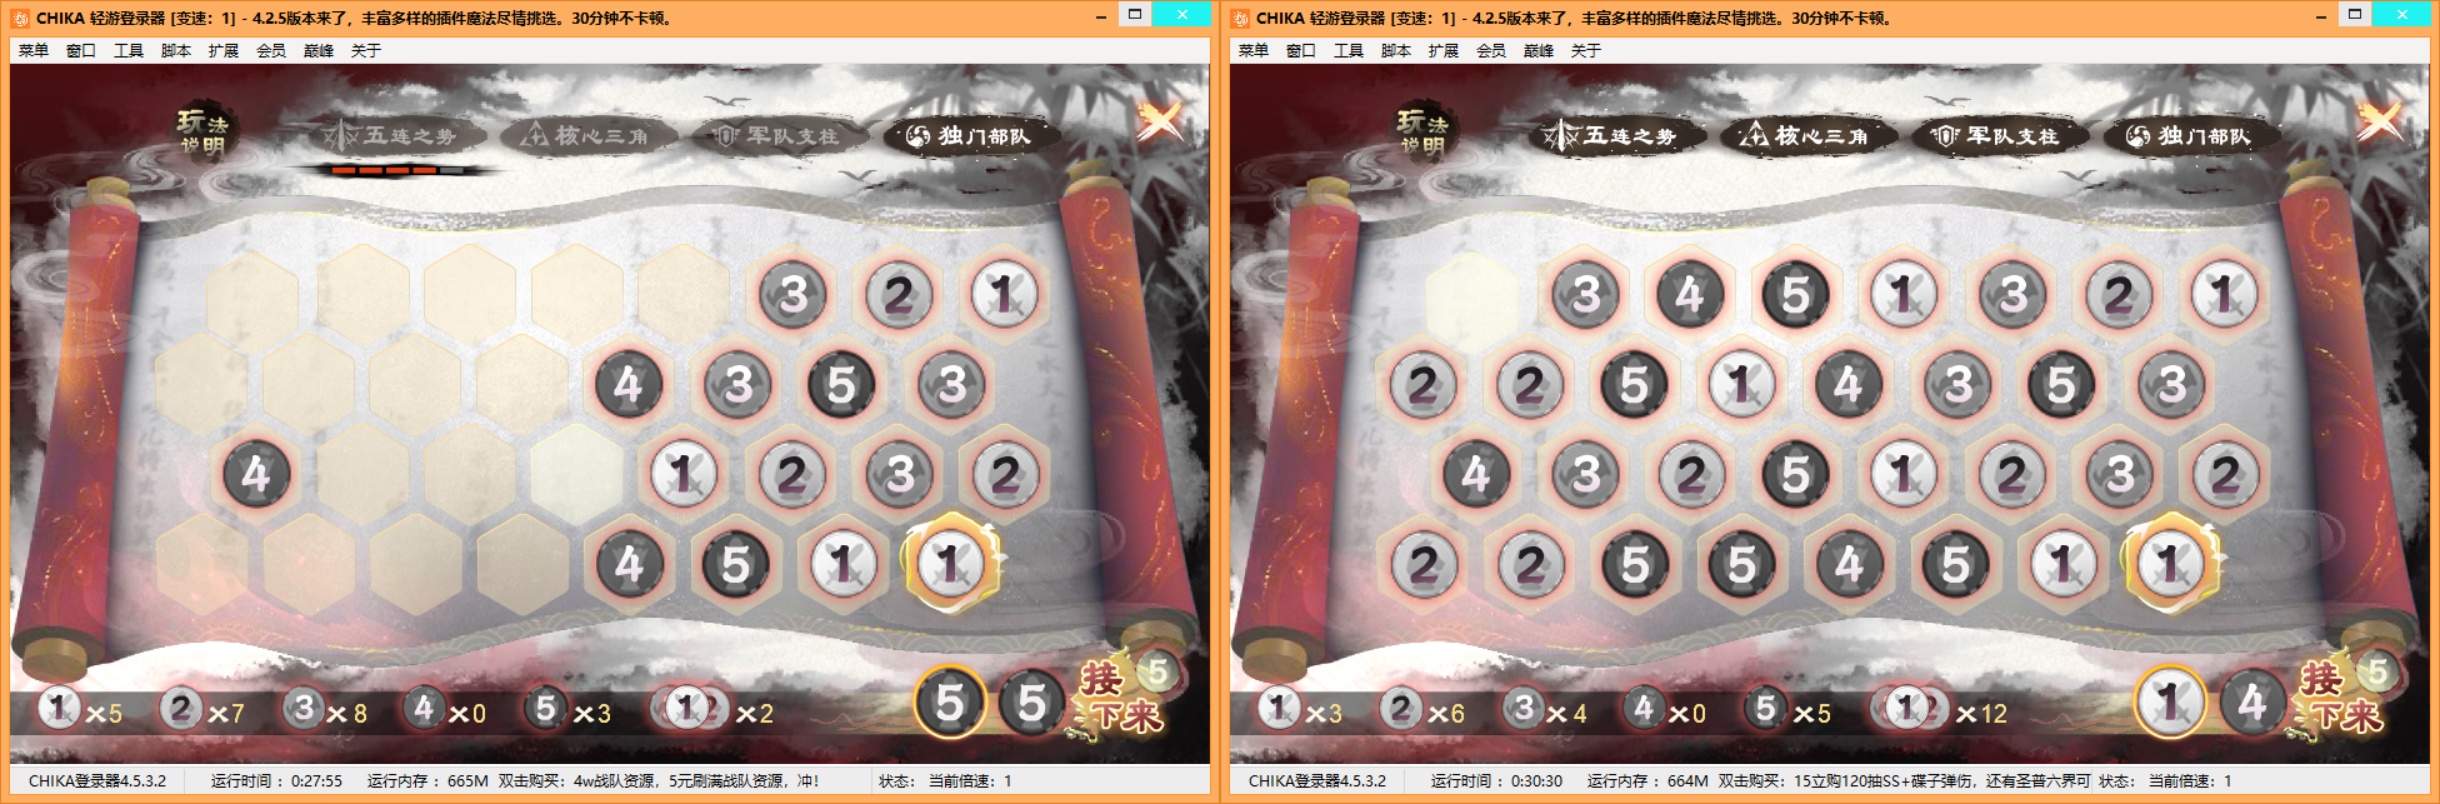 CHIKA 轻游登录器 [变速：1] - 4.2.5版本来了，丰富多样的插件魔法尽情挑选。30分钟不卡顿。
菜单 窗口 工具 脚本 扩展 会员 巅峰 关于
玩法说明 五连之势 核心三角 军队支柱 独门部队
3 2 1
4 3 5 3
4 1 2 3 2
4 5 1 1
1 ×5 2 ×7 3 ×8 4 ×0 5 ×3 1 2 ×2 5 5 接下来 5
CHIKA登录器4.5.3.2 运行时间：0:27:55 运行内存：665M 双击购买：4w战队资源，5元刷满战队资源，冲！ 状态： 当前倍速：1
CHIKA 轻游登录器 [变速：1] - 4.2.5版本来了，丰富多样的插件魔法尽情挑选。30分钟不卡顿。
菜单 窗口 工具 脚本 扩展 会员 巅峰 关于
玩法说明 五连之势 核心三角 军队支柱 独门部队
3 4 5 1 3 2 1
2 2 5 1 4 3 5 3
4 3 2 5 1 2 3 2
2 2 5 5 4 5 1 1
1 ×3 2 ×6 3 ×4 4 ×0 5 ×5 1 2 ×12 1 4 接下来 5
CHIKA登录器4.5.3.2 运行时间：0:30:30 运行内存：664M 双击购买：15立购120抽SS+碟子弹伤，还有圣普六界可 状态： 当前倍速：1